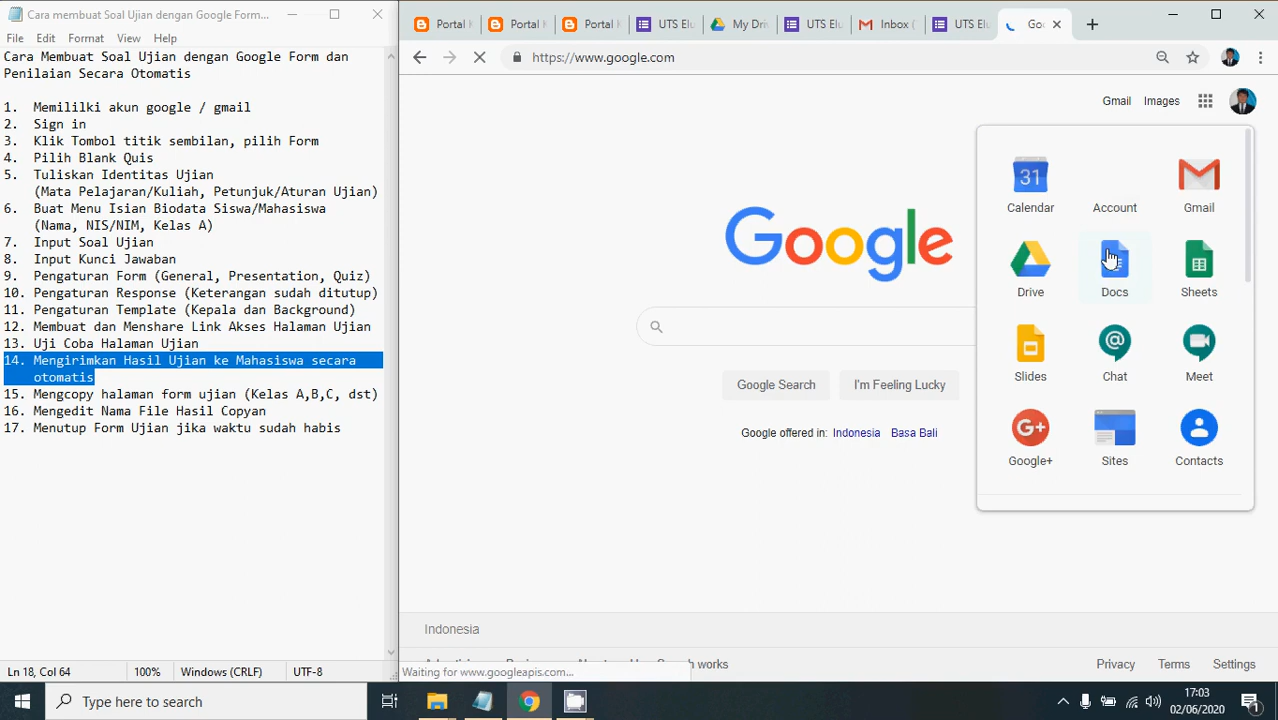 Cara membuat Soal Ujian dengan Google Form...
File Edit Format View Help
Cara Membuat Soal Ujian dengan Google Form dan
Penilaian Secara Otomatis
1. Memililki akun google / gmail
2. Sign in
3. Klik Tombol titik sembilan, pilih Form
4. Pilih Blank Quis
5. Tuliskan Identitas Ujian
(Mata Pelajaran/Kuliah, Petunjuk/Aturan Ujian)
6. Buat Menu Isian Biodata Siswa/Mahasiswa
(Nama, NIS/NIM, Kelas A)
7. Input Soal Ujian
8. Input Kunci Jawaban
9. Pengaturan Form (General, Presentation, Quiz)
10. Pengaturan Response (Keterangan sudah ditutup)
11. Pengaturan Template (Kepala dan Background)
12. Membuat dan Menshare Link Akses Halaman Ujian
13. Uji Coba Halaman Ujian
14. Mengirimkan Hasil Ujian ke Mahasiswa secara
otomatis
15. Mengcopy halaman form ujian (Kelas A,B,C, dst)
16. Mengedit Nama File Hasil Copyan
17. Menutup Form Ujian jika waktu sudah habis
Ln 18, Col 64 100% Windows (CRLF) UTF-8
Portal Portal Portal UTS Elu UTS Elu Inbox ( UTS Elu Goo
https://www.google.com
Gmail Images
31
Calendar Account Gmail
Drive Docs Sheets
Slides Chat Meet
G+
Google+ Sites Contacts
Google
Google Search I'm Feeling Lucky
Google offered in: Indonesia Basa Bali
Indonesia
Search works
Privacy Terms Settings
Waiting for www.googleapis.com...
Type here to search
17:03
02/06/2020
1